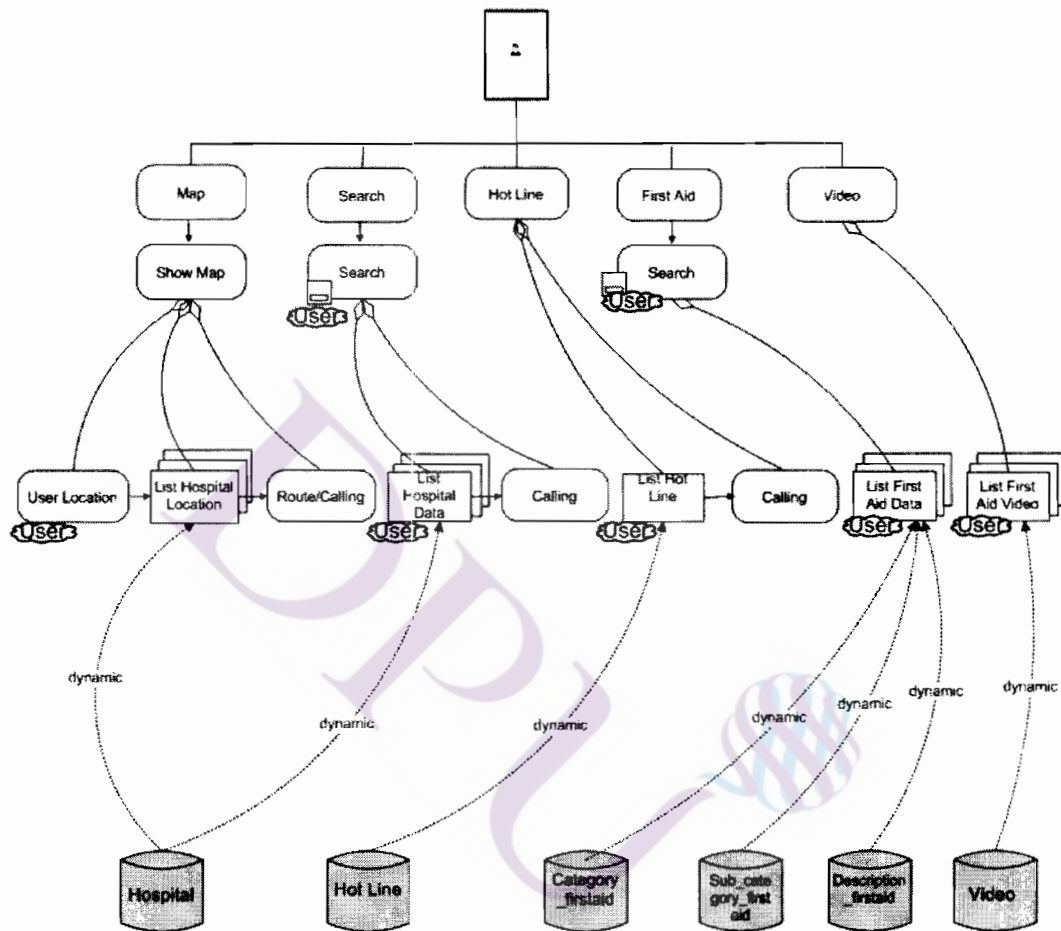 Map
Search
Hot Line
First Aid
Video
Show Map
Search
Search
User
User
User Location
List Hospital
Location
Route/Calling
List
Hospital
Data
Calling
List Hot
Line
Calling
List First
Aid Data
List First
Aid Video
User
User
User
User
User
dynamic
dynamic
dynamic
dynamic
dynamic
dynamic
dynamic
DPU
Hospital
Hot Line
Category
_firstaid
Sub_cate
gory_first
aid
Description
_firstaid
Video